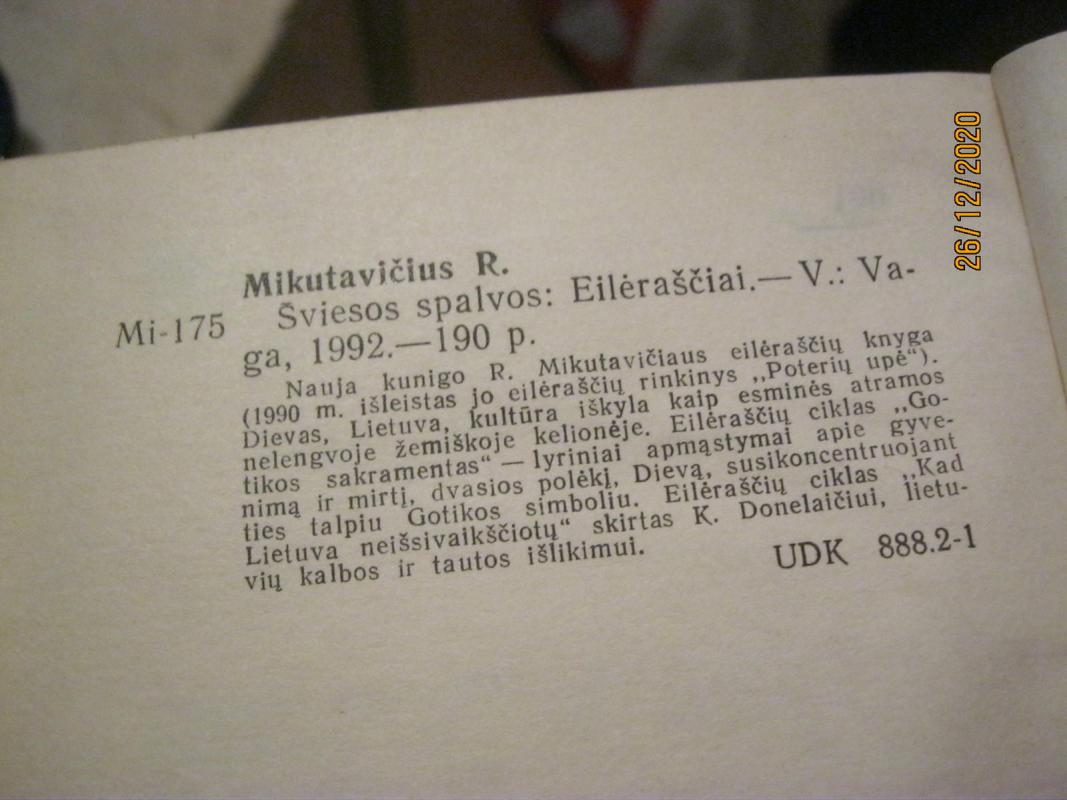 Mikutavičius R.
Mi-175 Šviesos spalvos: Eilėraščiai.— V.: Va-
ga, 1992.—190 p.
Nauja kunigo R. Mikutavičiaus eilėraščių knyga
(1990 m. išleistas jo eilėraščių rinkinys „Poterių upė“).
Dievas, Lietuva, kultūra iškyla kaip esminės atramos
nelengvoje žemiškoje kelionėje. Eilėraščių ciklas „Go-
tikos sakramentas“ — lyriniai apmąstymai apie gyve-
nimą ir mirtį, dvasios polėkį, Dievą, susikoncentruojant
ties talpiu Gotikos simboliu. Eilėraščių ciklas „Kad
Lietuva neišsivaikščiotų“ skirtas K. Donelaičiui, lietu-
vių kalbos ir tautos išlikimui.
UDK 888.2-1
26/12/2020